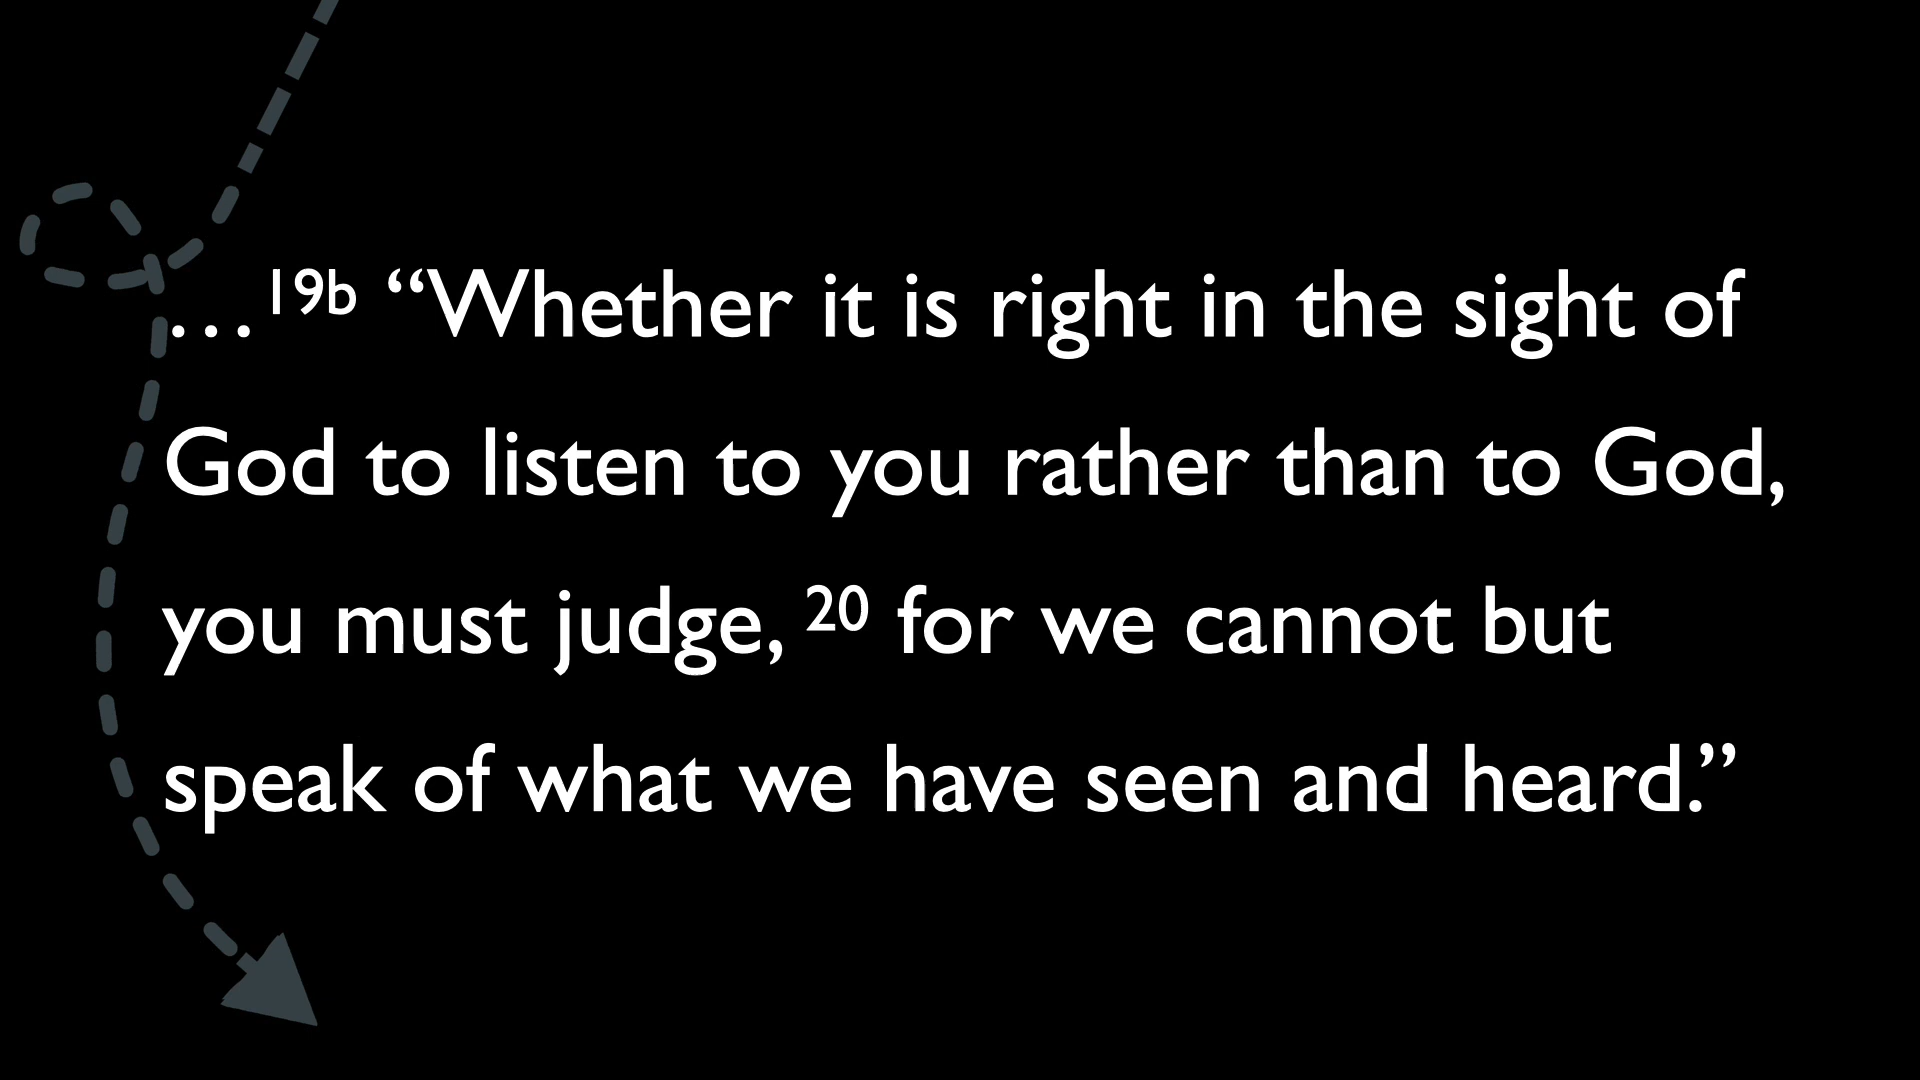 …19b “Whether it is right in the sight of
God to listen to you rather than to God,
you must judge, 20 for we cannot but
speak of what we have seen and heard.”